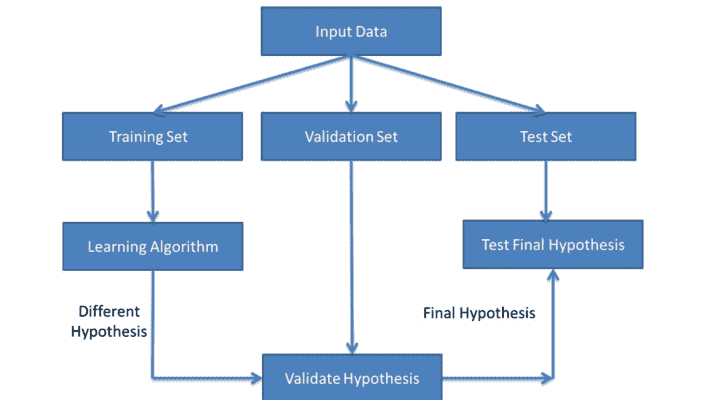 Input Data
Training Set
Validation Set
Test Set
Learning Algorithm
Test Final Hypothesis
Different
Hypothesis
Final Hypothesis
Validate Hypothesis